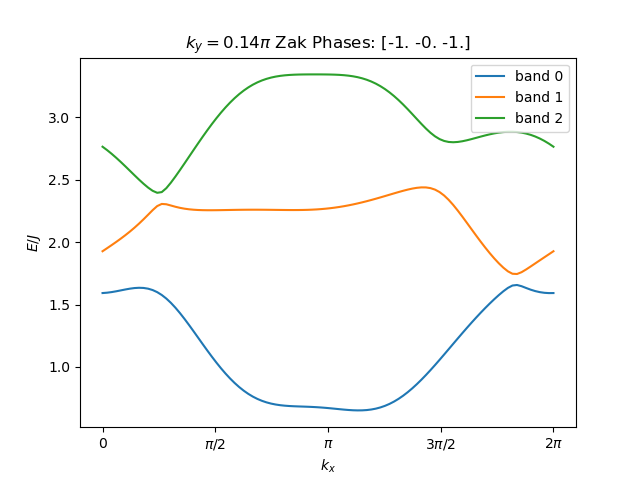 k_y = 0.14π Zak Phases: [-1. -0. -1.]
band 0
band 1
band 2
E/J
3.0
2.5
2.0
1.5
1.0
0 π/2 π 3π/2 2π
k_x